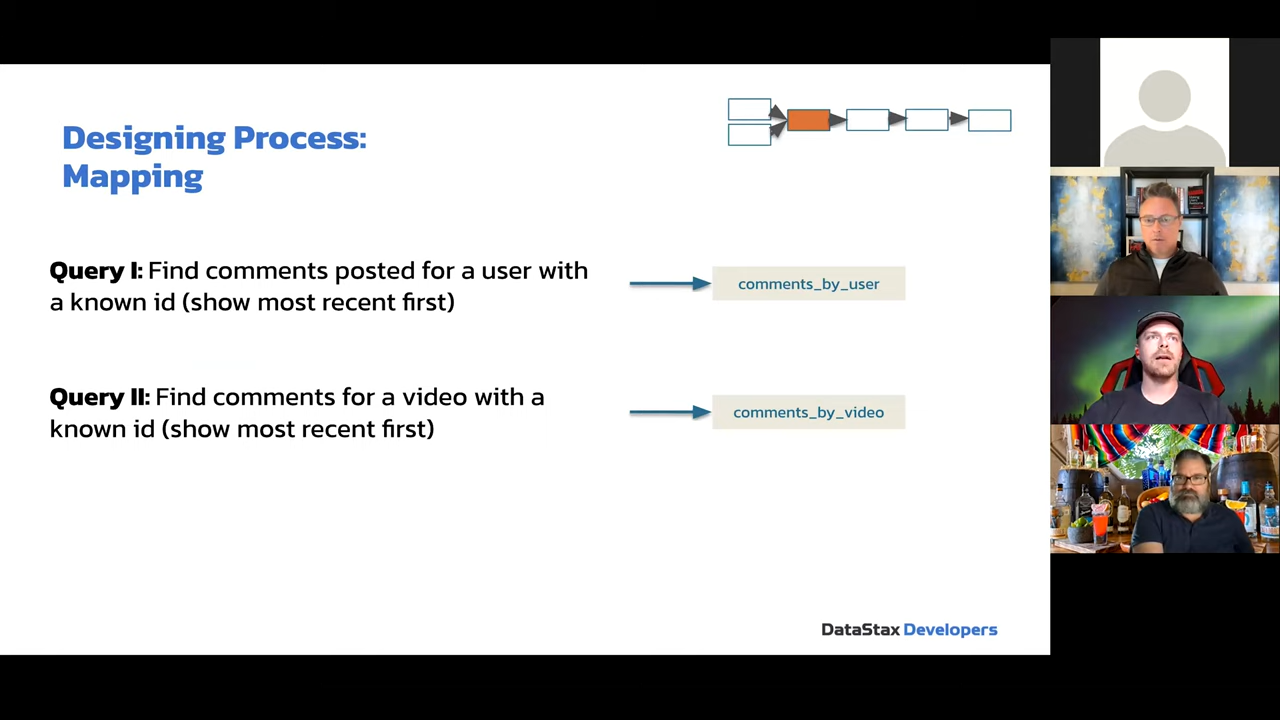 Designing Process:
Mapping
Query I: Find comments posted for a user with
a known id (show most recent first)
comments_by_user
Query II: Find comments for a video with a
known id (show most recent first)
comments_by_video
DataStax Developers